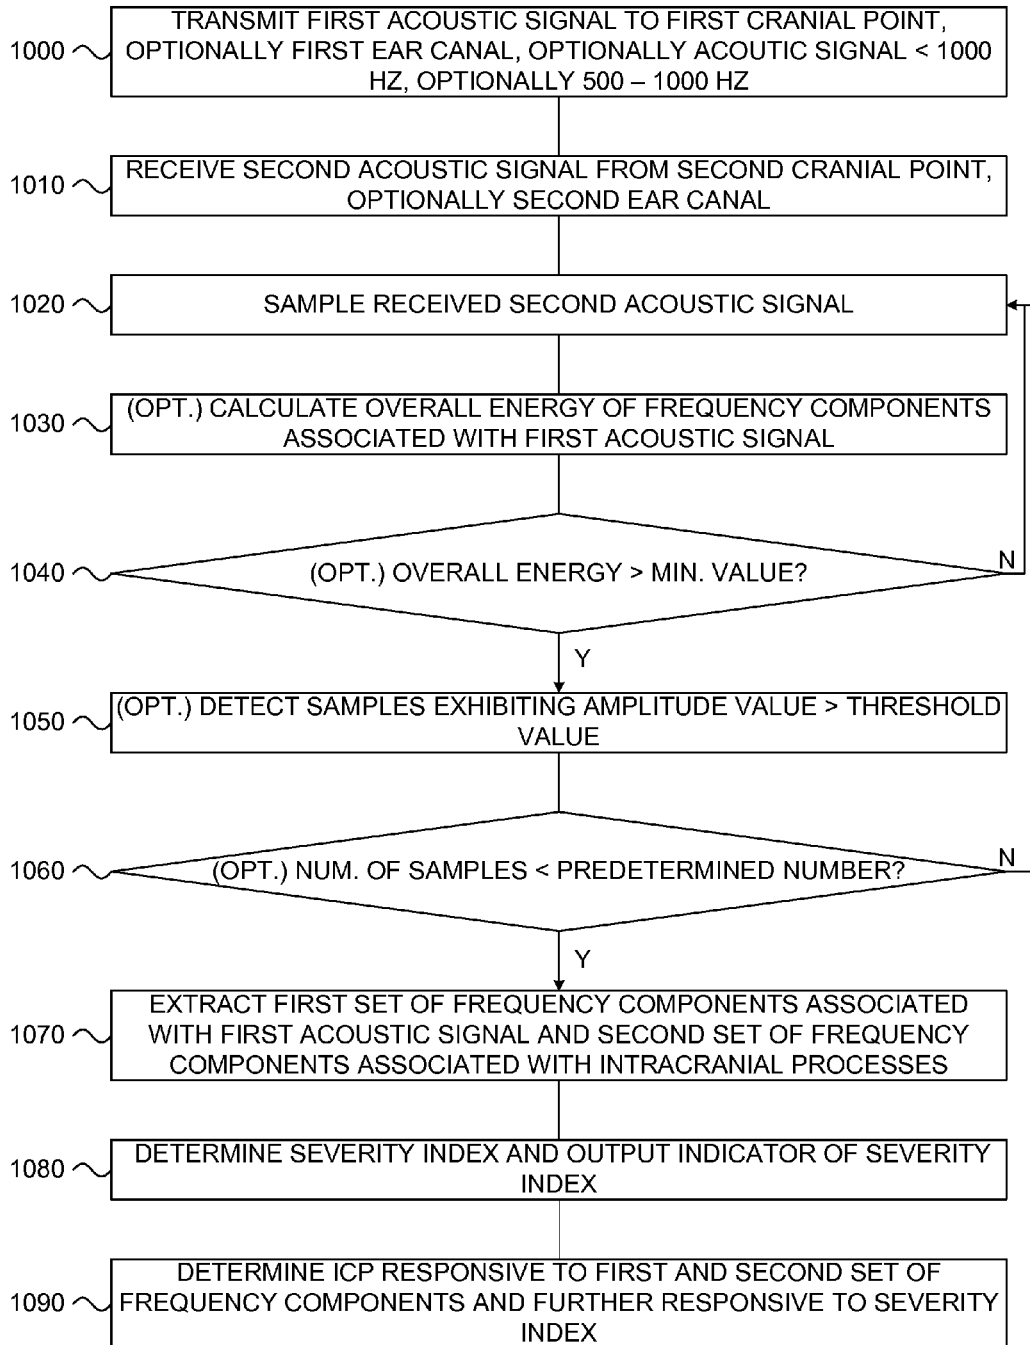 1000
TRANSMIT FIRST ACOUSTIC SIGNAL TO FIRST CRANIAL POINT,
OPTIONALLY FIRST EAR CANAL, OPTIONALLY ACOUTIC SIGNAL < 1000
HZ, OPTIONALLY 500 – 1000 HZ
1010
RECEIVE SECOND ACOUSTIC SIGNAL FROM SECOND CRANIAL POINT,
OPTIONALLY SECOND EAR CANAL
1020
SAMPLE RECEIVED SECOND ACOUSTIC SIGNAL
1030
(OPT.) CALCULATE OVERALL ENERGY OF FREQUENCY COMPONENTS
ASSOCIATED WITH FIRST ACOUSTIC SIGNAL
1040
(OPT.) OVERALL ENERGY > MIN. VALUE?
N
Y
1050
(OPT.) DETECT SAMPLES EXHIBITING AMPLITUDE VALUE > THRESHOLD
VALUE
1060
(OPT.) NUM. OF SAMPLES < PREDETERMINED NUMBER?
N
Y
1070
EXTRACT FIRST SET OF FREQUENCY COMPONENTS ASSOCIATED
WITH FIRST ACOUSTIC SIGNAL AND SECOND SET OF FREQUENCY
COMPONENTS ASSOCIATED WITH INTRACRANIAL PROCESSES
1080
DETERMINE SEVERITY INDEX AND OUTPUT INDICATOR OF SEVERITY
INDEX
1090
DETERMINE ICP RESPONSIVE TO FIRST AND SECOND SET OF
FREQUENCY COMPONENTS AND FURTHER RESPONSIVE TO SEVERITY
INDEX